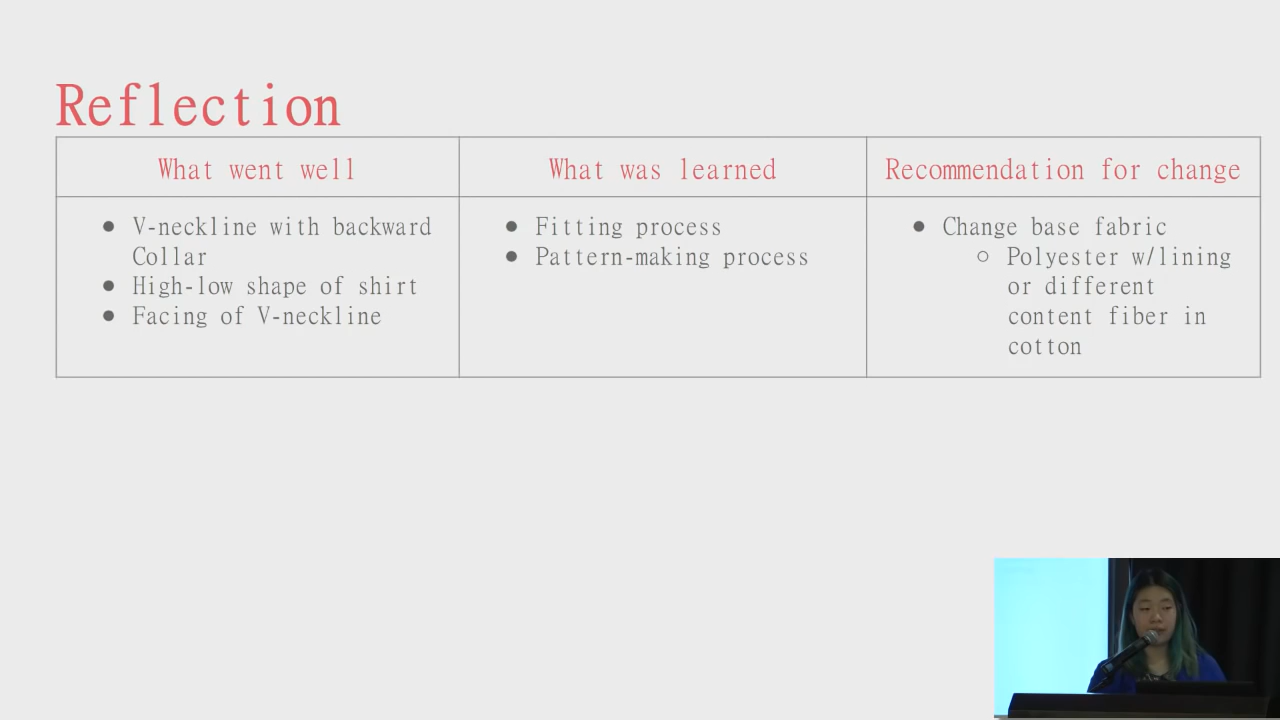 Reflection
What went well
What was learned
Recommendation for change
● V-neckline with backward
Collar
● High-low shape of shirt
● Facing of V-neckline
● Fitting process
● Pattern-making process
● Change base fabric
○ Polyester w/lining
or different
content fiber in
cotton